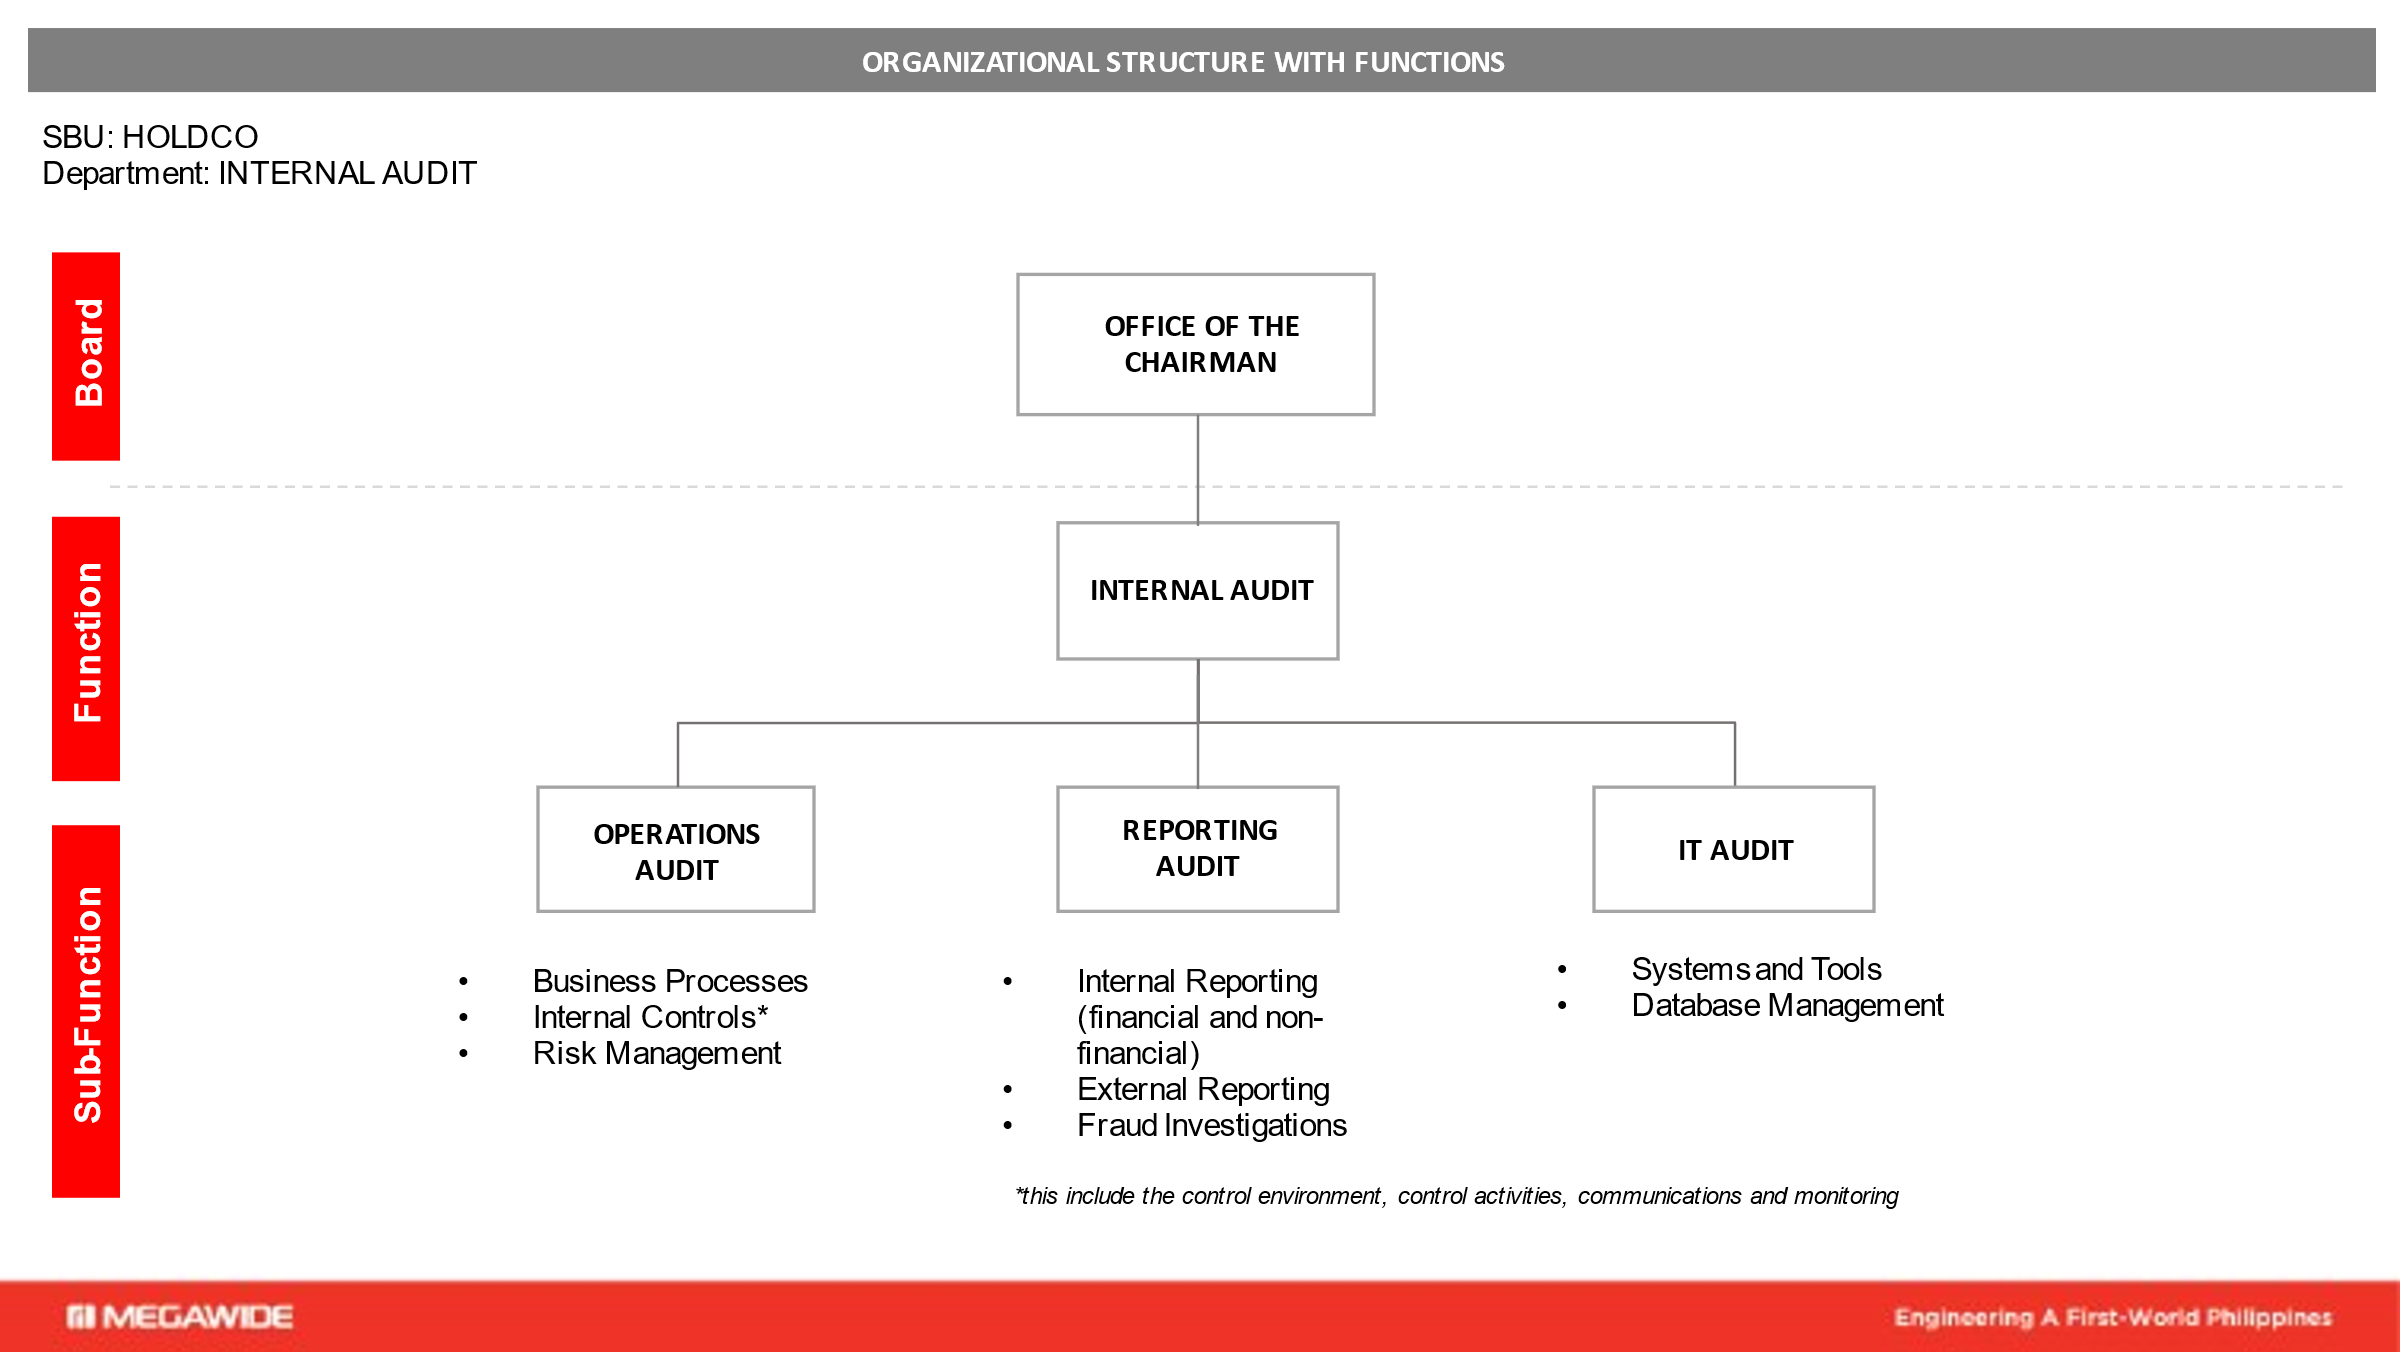 ORGANIZATIONAL STRUCTURE WITH FUNCTIONS
SBU: HOLDCO
Department: INTERNAL AUDIT
Board
OFFICE OF THE
CHAIRMAN
Function
INTERNAL AUDIT
Sub-Function
OPERATIONS
AUDIT
• Business Processes
• Internal Controls*
• Risk Management
REPORTING
AUDIT
• Internal Reporting
(financial and non-
financial)
• External Reporting
• Fraud Investigations
IT AUDIT
• Systems and Tools
• Database Management
*this include the control environment, control activities, communications and monitoring
MEGAWIDE
Engineering A First-World Philippines